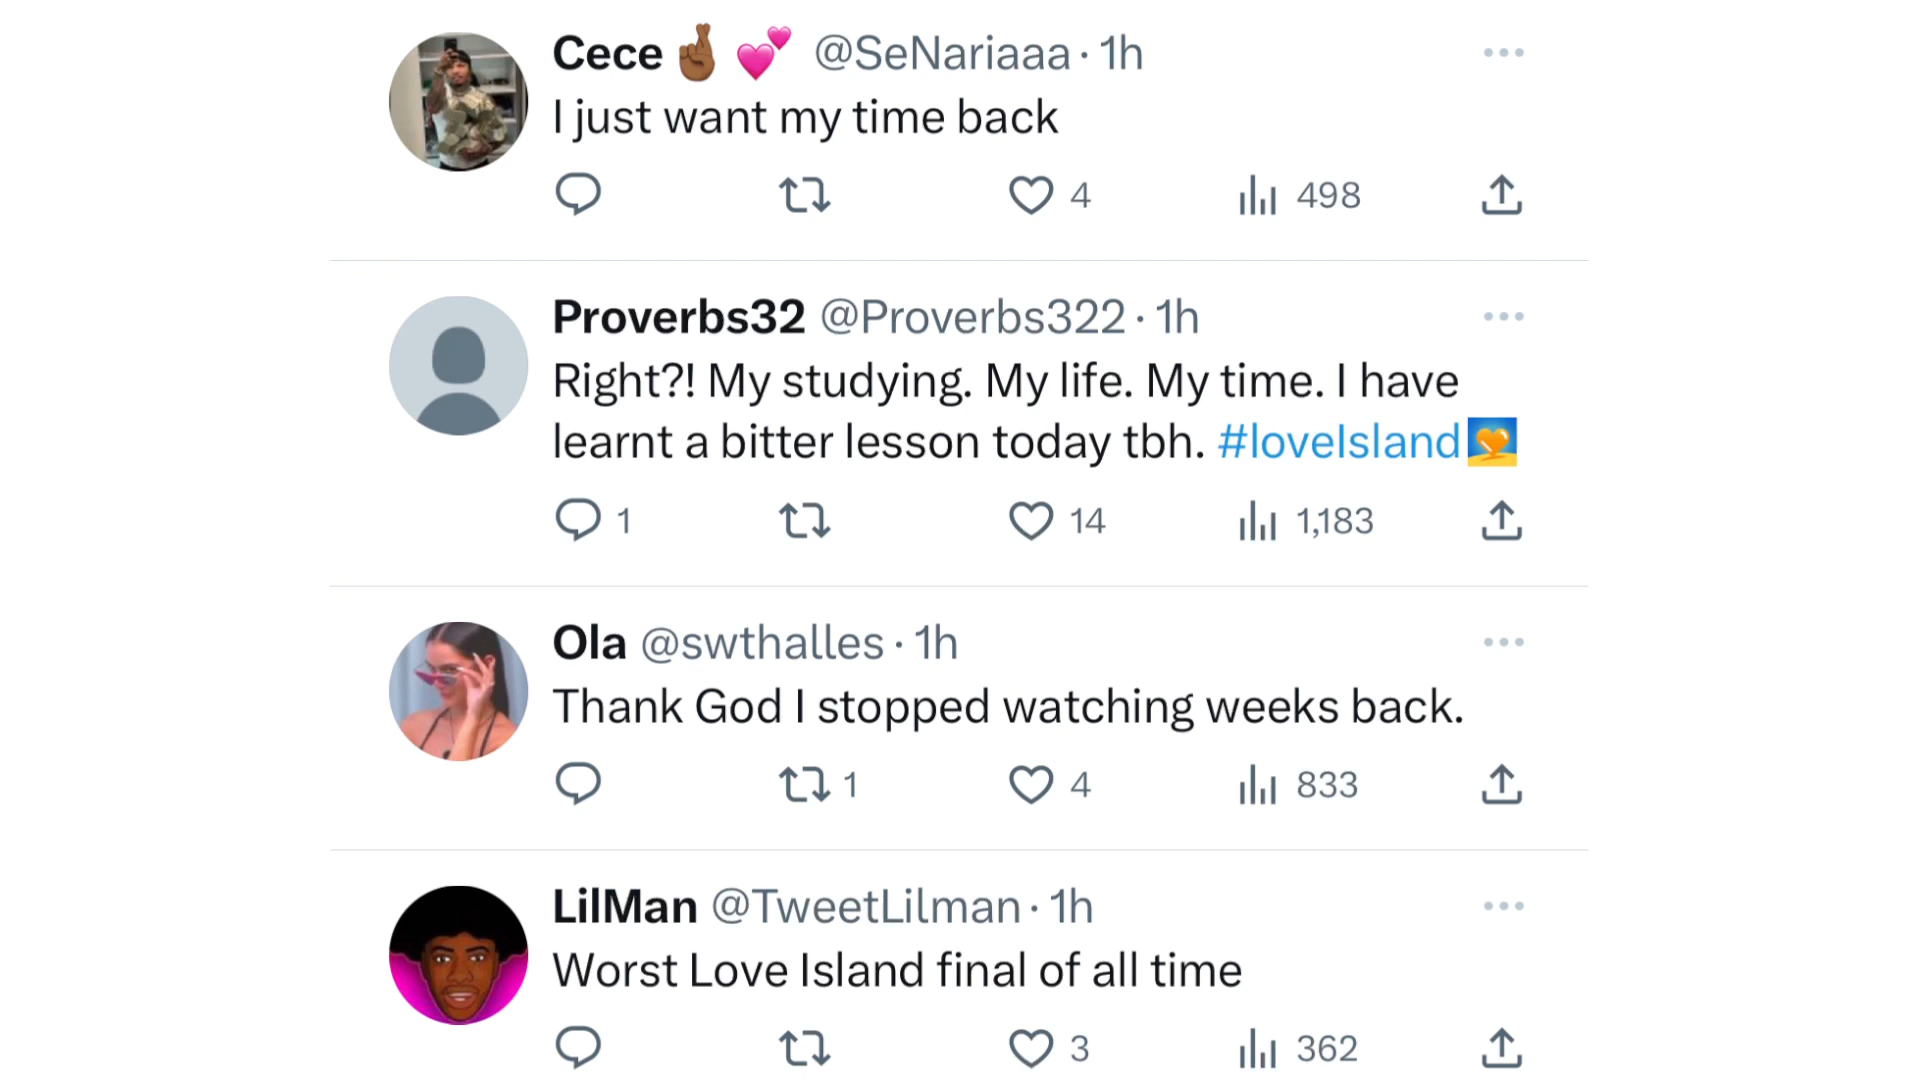 Cece🤞🏾💕 @SeNariaaa · 1h
I just want my time back
4 498
Proverbs32 @Proverbs322 · 1h
Right?! My studying. My life. My time. I have
learnt a bitter lesson today tbh. #loveIsland
1 14 1,183
Ola @swthalles · 1h
Thank God I stopped watching weeks back.
1 4 833
LilMan @TweetLilman · 1h
Worst Love Island final of all time
3 362